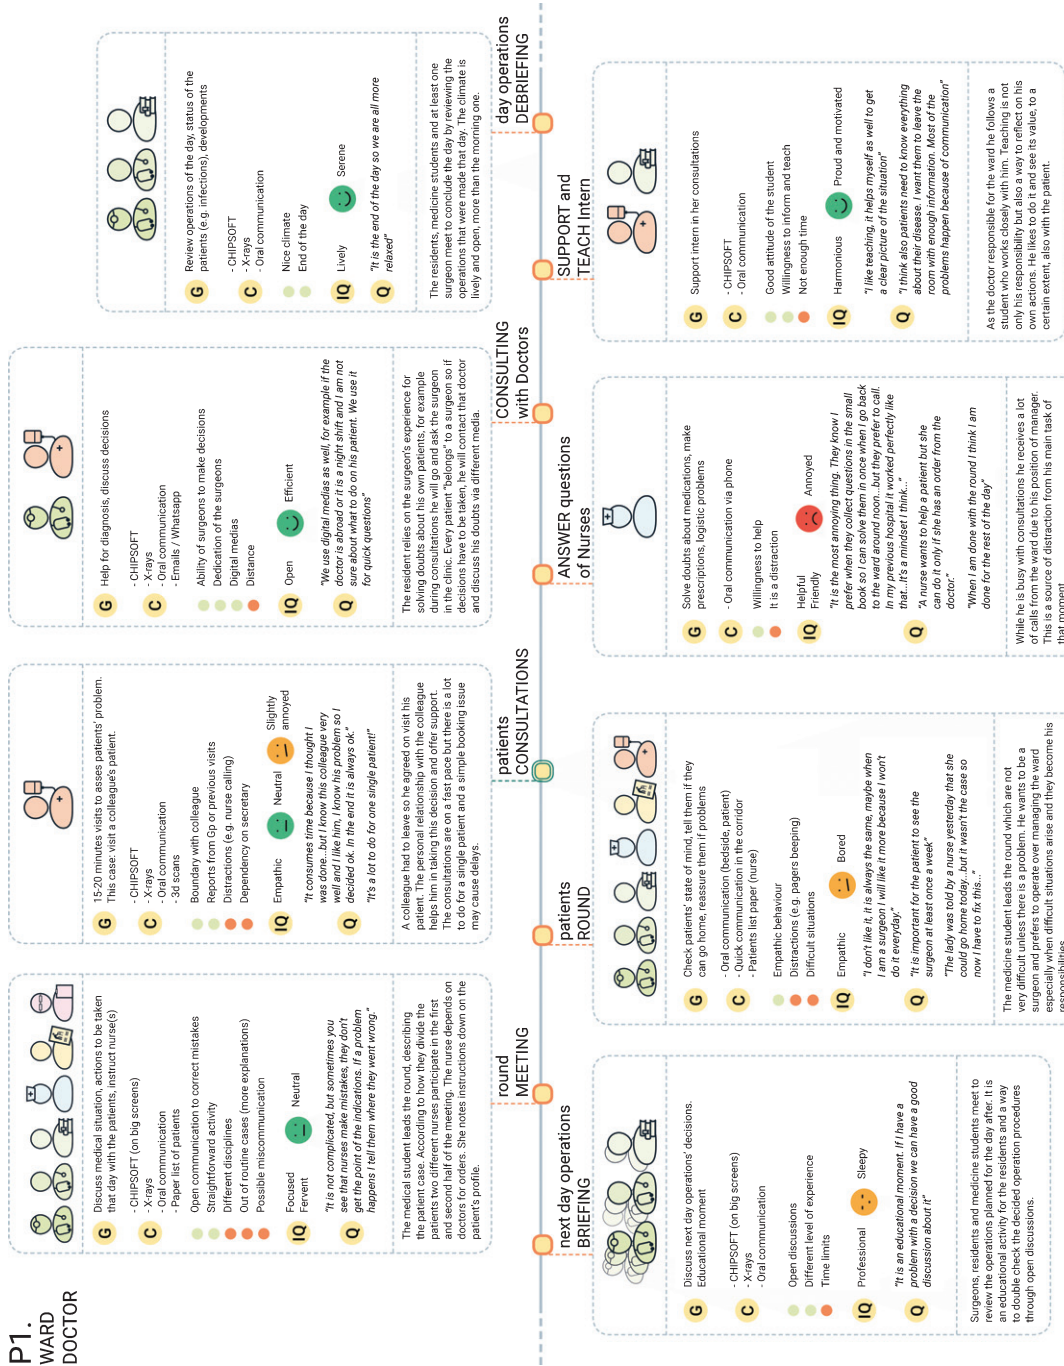 P1.
WARD
DOCTOR
next day operations
BRIEFING
G
Discuss next day operations' decisions.
Educational moment
C
- CHIPSOFT (on big screens)
- X-rays
- Oral communication
Open discussions
Different level of experience
Time limits
IQ
Professional
Sleepy
Q
"It is an educational moment. If I have a
problem with a decision we can have a good
discussion about it"
Surgeons, residents and medicine students meet to
review the operations planned for the day after. It is
an educational activity for the residents and a way
to double check the decided operation procedures
through open discussions.
round
MEETING
G
Discuss medical situation, actions to be taken
that day with the patients, instruct nurse(s)
C
- CHIPSOFT (on big screens)
- X-rays
- Oral communication
- Paper list of patients
Open communication to correct mistakes
Straightforward activity
Different disciplines
Out of routine cases (more explanations)
Possible miscommunication
IQ
Focused
Fervent
Neutral
Q
"It is not complicated, but sometimes you
see that nurses make mistakes, they don't
get the point of the indications. If a problem
happens I tell them where they went wrong."
The medical student leads the round, describing
the patient case. According to how they divide the
patients two different nurses participate in the first
and second half of the meeting. The nurse depends on
doctors for orders. She notes instructions down on the
patient's profile.
patients
ROUND
G
Check patients' state of mind, tell them if they
can go home, reassure them if problems
C
- Oral communication (bedside, patient)
- Quick communication in the corridor
- Patients list paper (nurse)
Empathic behaviour
Distractions (e.g. pagers beeping)
Difficult situations
IQ
Empathic
Bored
Q
"I don't like it, it is always the same, maybe when
I am a surgeon I will like it more because I won't
do it everyday."
"It is important for the patient to see the
surgeon at least once a week"
"The lady was told by a nurse yesterday that she
could go home today...but it wasn't the case so
now I have to fix this..."
The medicine student leads the round which are not
very difficult unless there is a problem. He wants to be a
surgeon and prefers to operate over managing the ward
especially when difficult situations arise and they become his
responsibilities.
patients
CONSULTATIONS
G
15-20 minutes visits to asses patients' problem.
This case: visit a colleague's patient.
C
- CHIPSOFT
- X-rays
- Oral communication
- 3d scans
Boundary with colleague
Reports from Gp or previous visits
Distractions (e.g. nurse calling)
Dependency on secretary
IQ
Empathic
Neutral
Slightly
annoyed
Q
"It consumes time because I thought I
was done...but I know this colleague very
well and I like him, I know his problem so I
decided ok. In the end it is always ok."
"It's a lot to do for one single patient!"
A colleague had to leave so he agreed on visit his
patient. The personal relationship with the colleague
helps him in taking this decision and offer support.
The consultations are on a fast pace but there is a lot
to do for a single patient and a simple booking issue
may cause delays.
ANSWER questions
of Nurses
G
Solve doubts about medications, make
prescriptions, logistic problems
C
- Oral communication via phone
Willingness to help
It is a distraction
IQ
Helpful
Friendly
Annoyed
Q
"It is the most annoying thing. They know I
prefer when they collect questions in the small
book so I can solve them in once when I go back
to the ward around noon...but they prefer to call.
In my previous hospital it worked perfectly like
that...It's a mindset I think..."
"A nurse wants to help a patient but she
can do it only if she has an order from the
doctor."
"When I am done with the round I think I am
done for the rest of the day"
While he is busy with consultations he receives a lot
of calls from the ward due to his position of manager.
This is a source of distraction from his main task of
that moment
CONSULTING
with Doctors
G
Help for diagnosis, discuss decisions
C
- CHIPSOFT
- X-rays
- Oral communication
- Emails / Whatsapp
Ability of surgeons to make decisions
Dedication of the surgeons
Digital medias
Distance
IQ
Open
Efficient
Q
"We use digital medias as well, for example if the
doctor is abroad or it is a night shift and I am not
sure about what to do on his patient. We use it
for quick questions"
The resident relies on the surgeon's experience for
solving doubts about his own patients, for example
during consultations he will go and ask the surgeon
in the clinic. Every patient "belongs" to a surgeon so if
decisions have to be taken, he will contact that doctor
and discuss his doubts via different media.
SUPPORT and
TEACH Intern
G
Support intern in her consultations
C
- CHIPSOFT
- Oral communication
Good attitude of the student
Willingness to inform and teach
Not enough time
IQ
Harmonious
Proud and motivated
Q
"I like teaching, it helps myself as well to get
a clear picture of the situation"
"I think also patients need to know everything
about their disease. I want them to leave the
room with enough information. Most of the
problems happen because of communication"
As the doctor responsible for the ward he follows a
student who works closely with him. Teaching is not
only his responsibility but also a way to reflect on his
own actions. He likes to do it and see its value, to a
certain extent, also with the patient.
day operations
DEBRIEFING
G
Review operations of the day, status of the
patients (e.g. infections), developments
C
- CHIPSOFT
- X-rays
- Oral communication
Nice climate
End of the day
IQ
Lively
Serene
Q
"It is the end of the day so we are all more
relaxed"
The residents, medicine students and at least one
surgeon meet to conclude the day by reviewing the
operations that were made that day. The climate is
lively and open, more than the morning one.